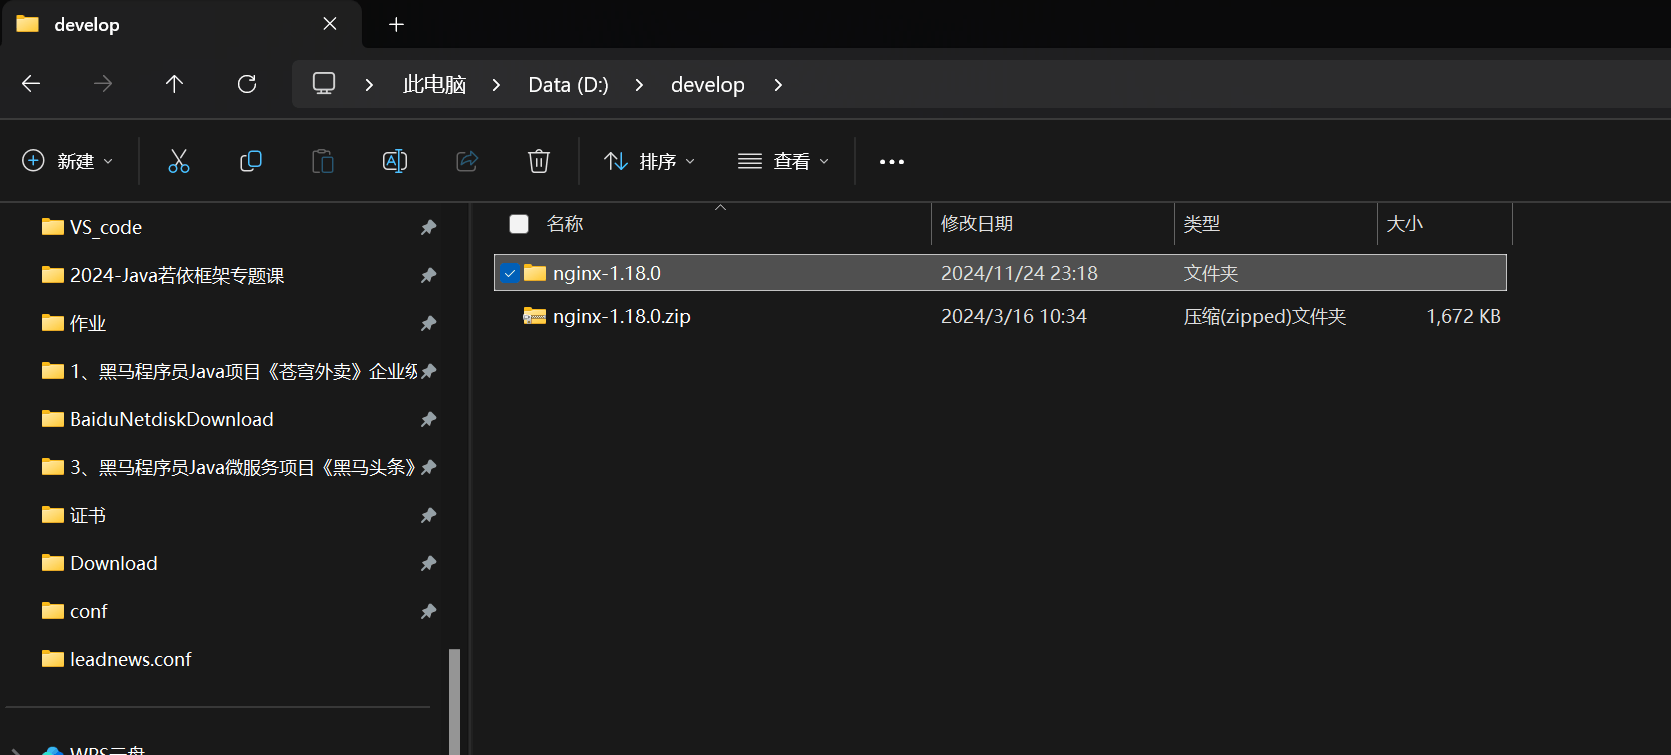 develop
此电脑 > Data (D:) > develop >
新建 排序 查看
VS_code
2024-Java若依框架专题课
作业
1、黑马程序员Java项目《苍穹外卖》企业级
BaiduNetdiskDownload
3、黑马程序员Java微服务项目《黑马头条》
证书
Download
conf
leadnews.conf
WPS云盘
名称 修改日期 类型 大小
nginx-1.18.0 2024/11/24 23:18 文件夹
nginx-1.18.0.zip 2024/3/16 10:34 压缩(zipped)文件夹 1,672 KB